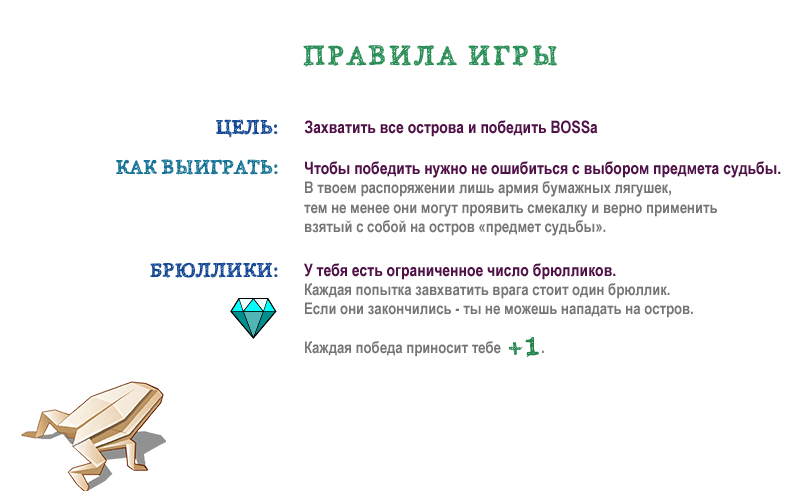 ПРАВИЛА ИГРЫ
ЦЕЛЬ: Захватить все острова и победить BOSSa
КАК ВЫИГРАТЬ: Чтобы победить нужно не ошибиться с выбором предмета судьбы.
В твоем распоряжении лишь армия бумажных лягушек,
тем не менее они могут проявить смекалку и верно применить
взятый с собой на остров «предмет судьбы».
БРЮЛЛИКИ: У тебя есть ограниченное число брюлликов.
Каждая попытка завхватить врага стоит один брюллик.
Если они закончились - ты не можешь нападать на остров.
Каждая победа приносит тебе +1.